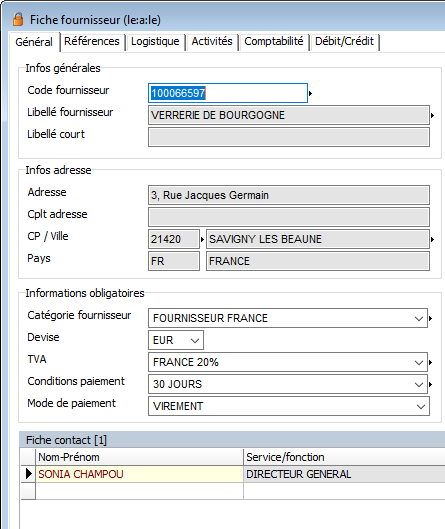 Fiche fournisseur (le:a:le)
Général Références Logistique Activités Comptabilité Débit/Crédit
Infos générales
Code fournisseur 100066597
Libellé fournisseur VERRERIE DE BOURGOGNE
Libellé court
Infos adresse
Adresse 3, Rue Jacques Germain
Cplt adresse
CP / Ville 21420 SAVIGNY LES BEAUNE
Pays FR FRANCE
Informations obligatoires
Catégorie fournisseur FOURNISSEUR FRANCE
Devise EUR
TVA FRANCE 20%
Conditions paiement 30 JOURS
Mode de paiement VIREMENT
Fiche contact [1]
Nom-Prénom Service/fonction
SONIA CHAMPOU DIRECTEUR GENERAL